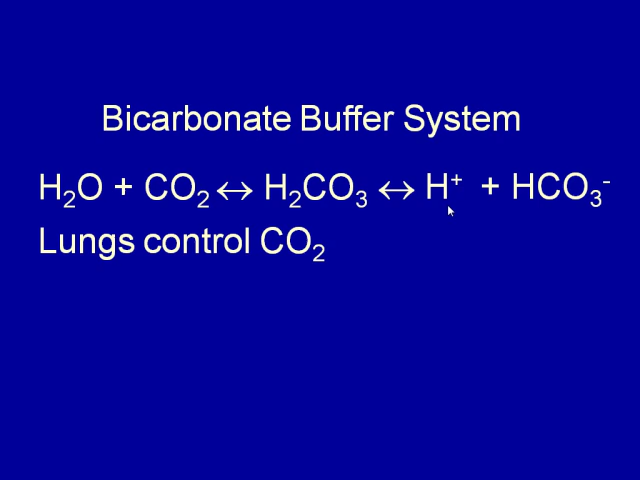 Bicarbonate Buffer System
H₂O + CO₂ ↔ H₂CO₃ ↔ H⁺ + HCO₃⁻
Lungs control CO₂